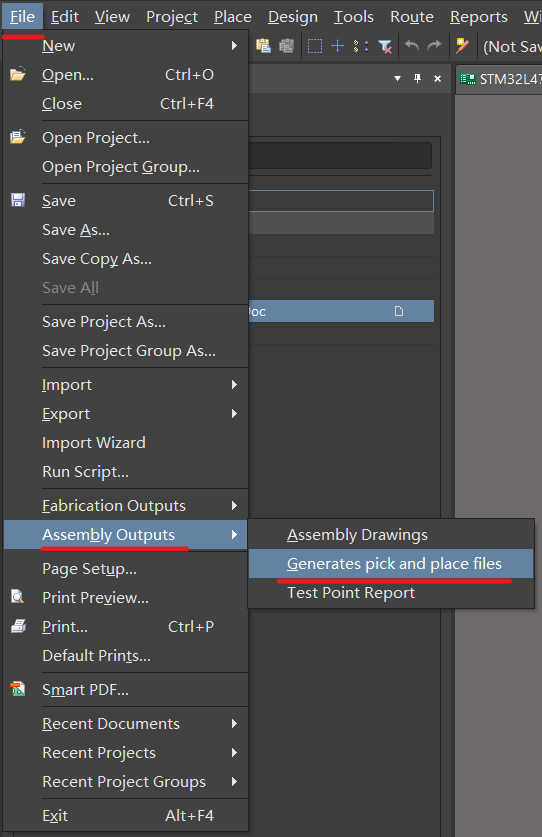 File Edit View Project Place Design Tools Route Reports
(Not Sav
STM32L47
New
Open... Ctrl+O
Close Ctrl+F4
Open Project...
Open Project Group...
Save Ctrl+S
Save As...
Save Copy As...
Save All
oc
Save Project As...
Save Project Group As...
Import
Export
Import Wizard
Run Script...
Fabrication Outputs
Assembly Outputs
Assembly Drawings
Generates pick and place files
Test Point Report
Page Setup...
Print Preview...
Print... Ctrl+P
Default Prints...
Smart PDF...
Recent Documents
Recent Projects
Recent Project Groups
Exit Alt+F4